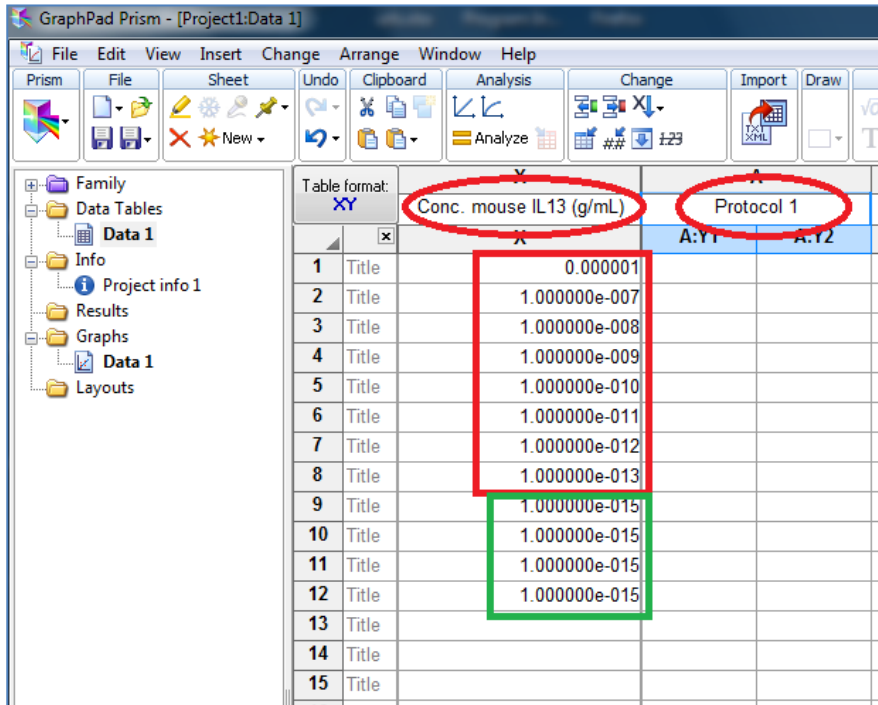 GraphPad Prism - [Project1:Data 1]
File Edit View Insert Change Arrange Window Help
Prism File Sheet Undo Clipboard Analysis Change Import Draw
New
Analyze
123
TXT
XML
Family
Data Tables
Data 1
Info
Project info 1
Results
Graphs
Data 1
Layouts
Table format:
XY
X
A
Conc. mouse IL13 (g/mL)
Protocol 1
X
A:Y1
A:Y2
1 Title 0.000001
2 Title 1.000000e-007
3 Title 1.000000e-008
4 Title 1.000000e-009
5 Title 1.000000e-010
6 Title 1.000000e-011
7 Title 1.000000e-012
8 Title 1.000000e-013
9 Title 1.000000e-015
10 Title 1.000000e-015
11 Title 1.000000e-015
12 Title 1.000000e-015
13 Title
14 Title
15 Title